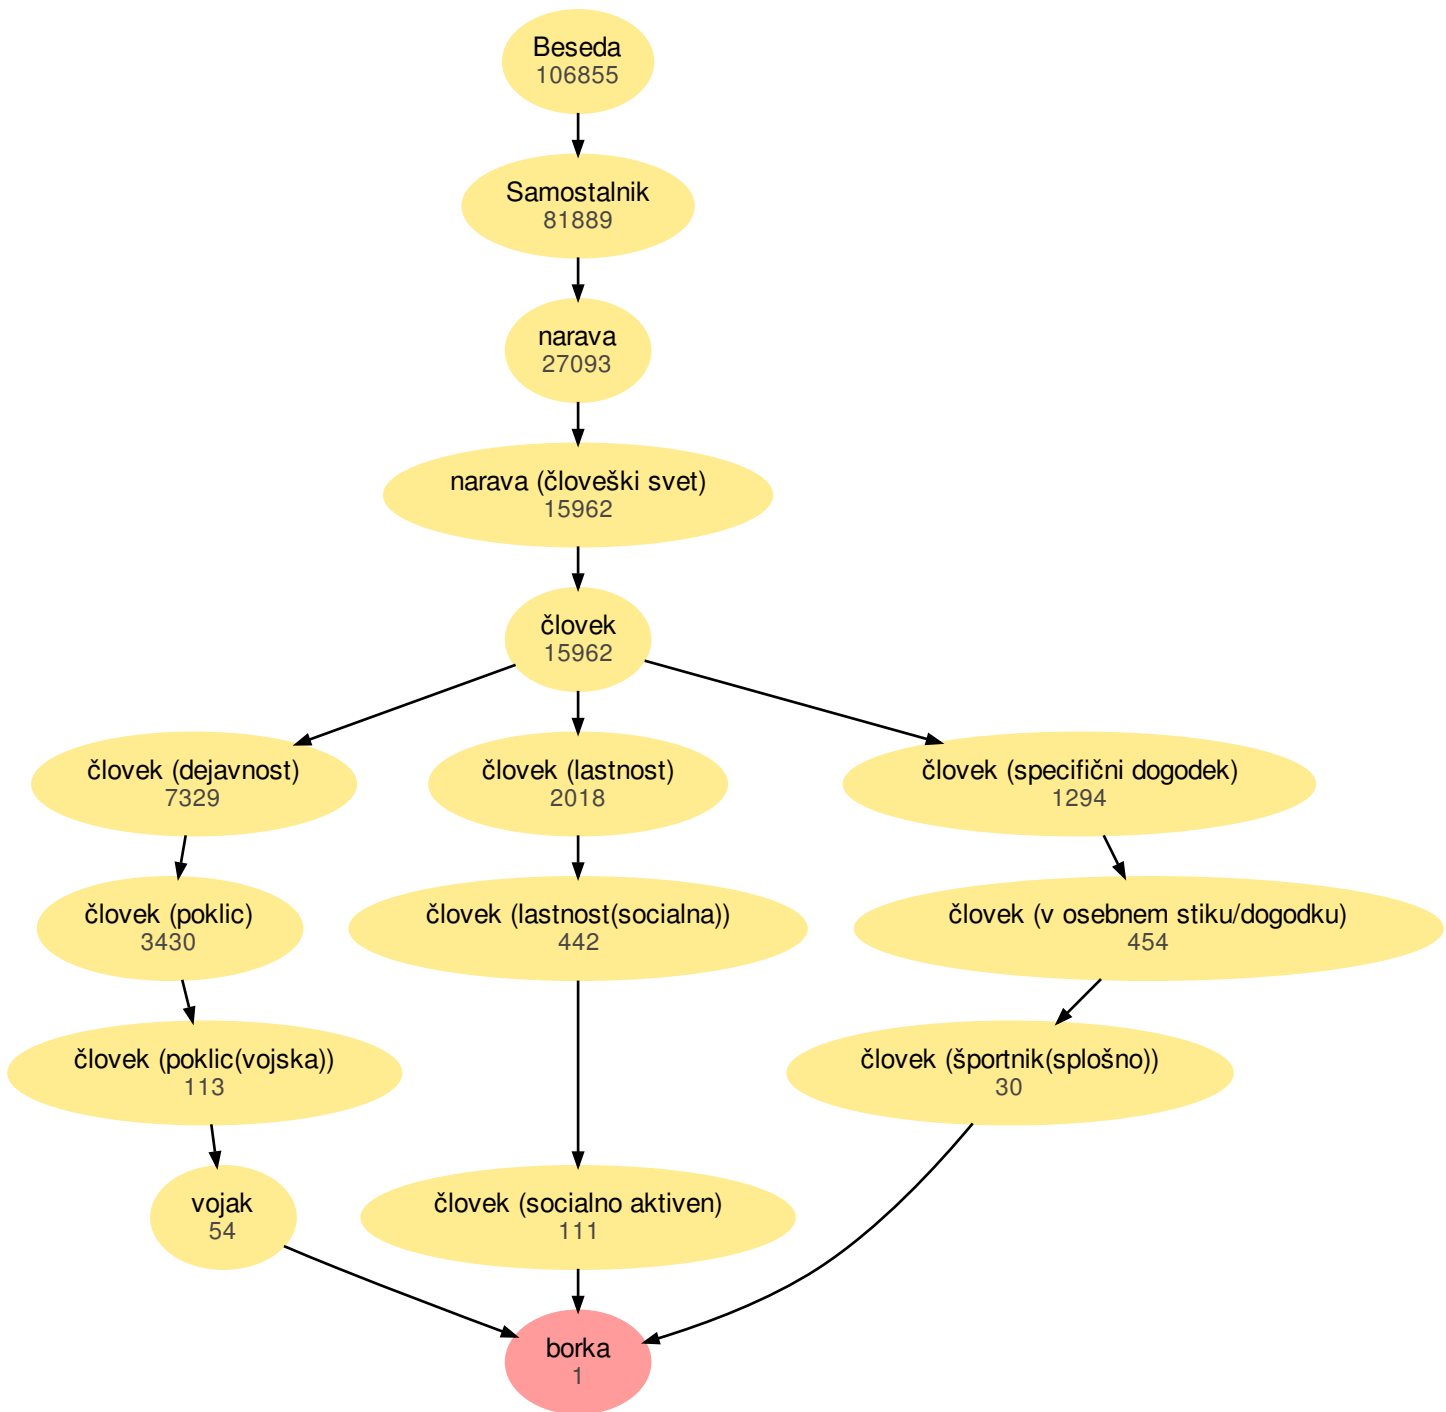 Beseda
106855
Samostalnik
81889
narava
27093
narava (človeški svet)
15962
človek
15962
človek (dejavnost)
7329
človek (lastnost)
2018
človek (specifični dogodek)
1294
človek (poklic)
3430
človek (lastnost(socialna))
442
človek (v osebnem stiku/dogodku)
454
človek (poklic(vojska))
113
človek (športnik(splošno))
30
vojak
54
človek (socialno aktiven)
111
borka
1